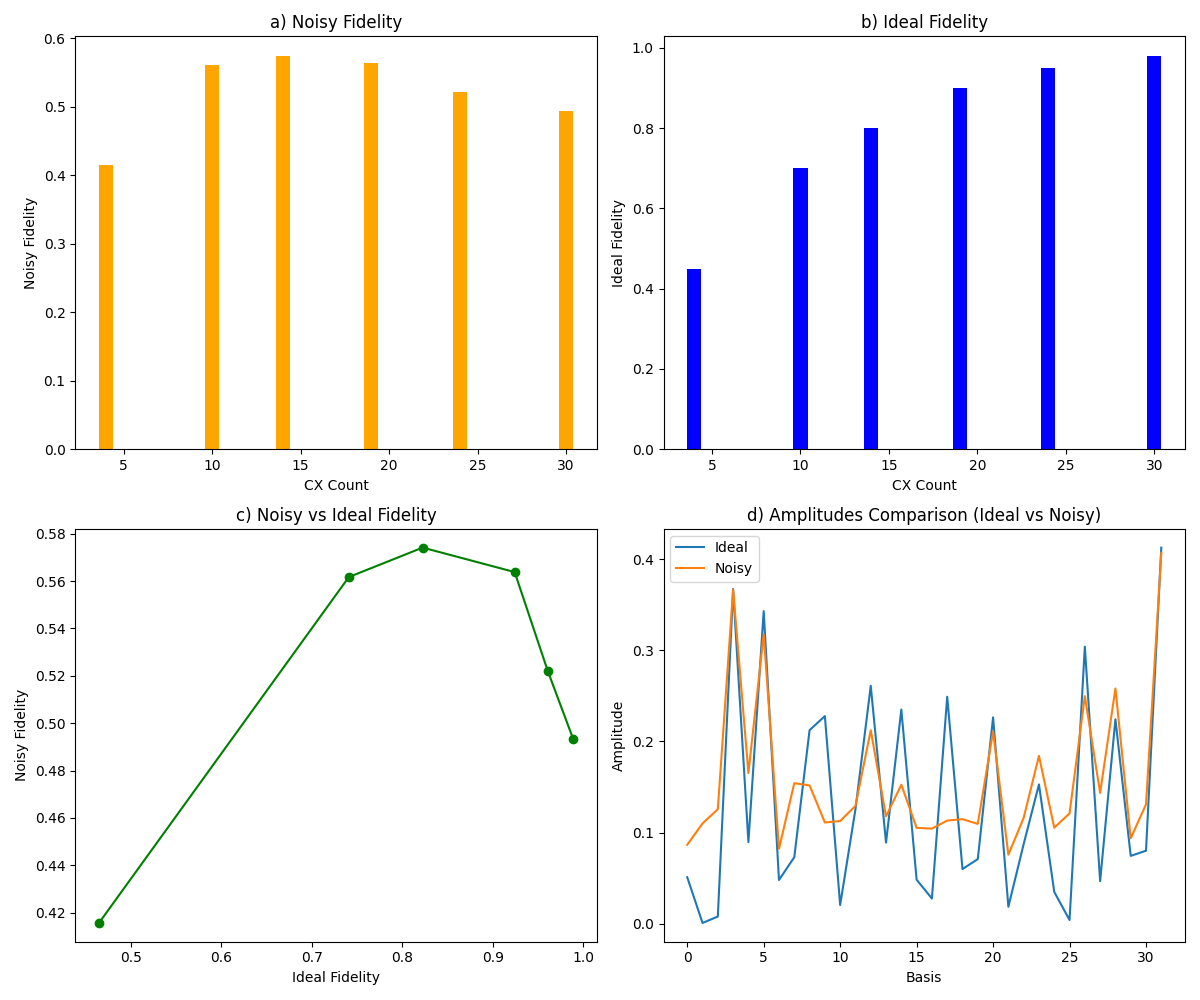 a) Noisy Fidelity
Noisy Fidelity
0.6
0.5
0.4
0.3
0.2
0.1
0.0
5 10 15 20 25 30
CX Count
b) Ideal Fidelity
Ideal Fidelity
1.0
0.8
0.6
0.4
0.2
0.0
5 10 15 20 25 30
CX Count
c) Noisy vs Ideal Fidelity
Noisy Fidelity
0.58
0.56
0.54
0.52
0.50
0.48
0.46
0.44
0.42
0.5 0.6 0.7 0.8 0.9 1.0
Ideal Fidelity
d) Amplitudes Comparison (Ideal vs Noisy)
Ideal
Noisy
Amplitude
0.4
0.3
0.2
0.1
0.0
0 5 10 15 20 25 30
Basis